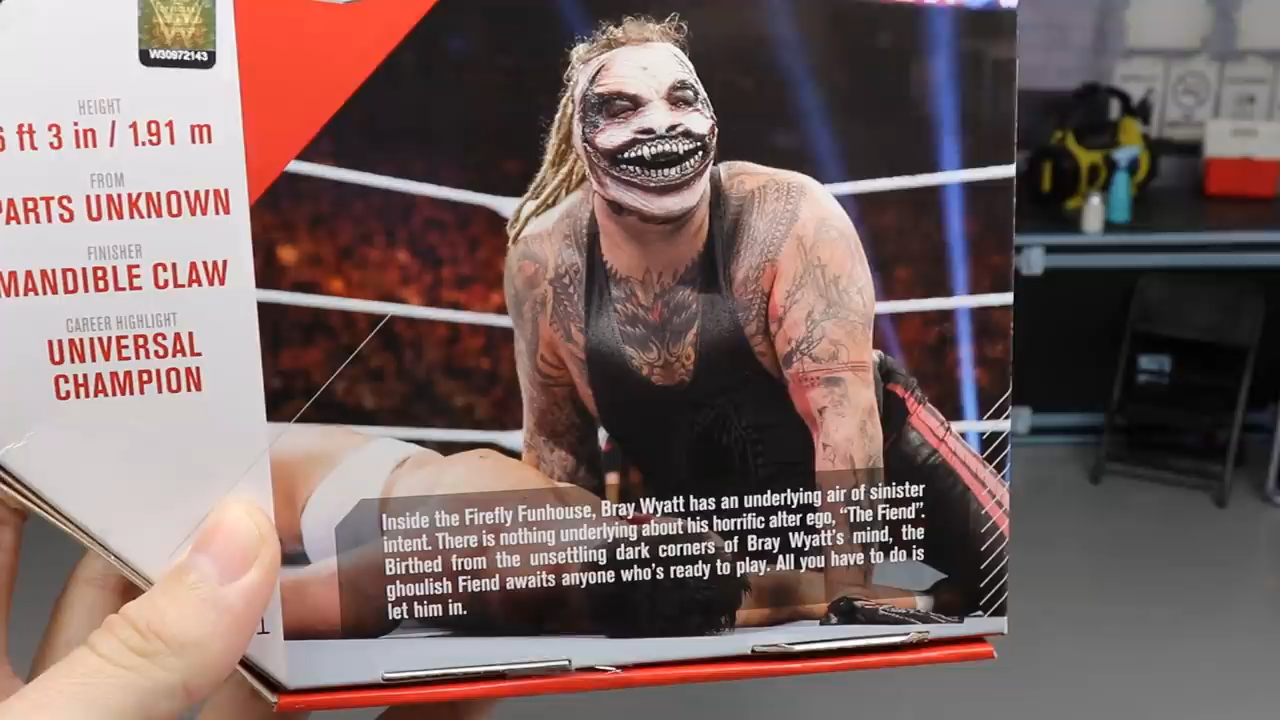 OFFICIAL
W
W30972143
HEIGHT
6 ft 3 in / 1.91 m
FROM
PARTS UNKNOWN
FINISHER
MANDIBLE CLAW
CAREER HIGHLIGHT
UNIVERSAL
CHAMPION
Inside the Firefly Funhouse, Bray Wyatt has an underlying air of sinister
intent. There is nothing underlying about his horrific alter ego, “The Fiend”.
Birthed from the unsettling dark corners of Bray Wyatt’s mind, the
ghoulish Fiend awaits anyone who’s ready to play. All you have to do is
let him in.
1